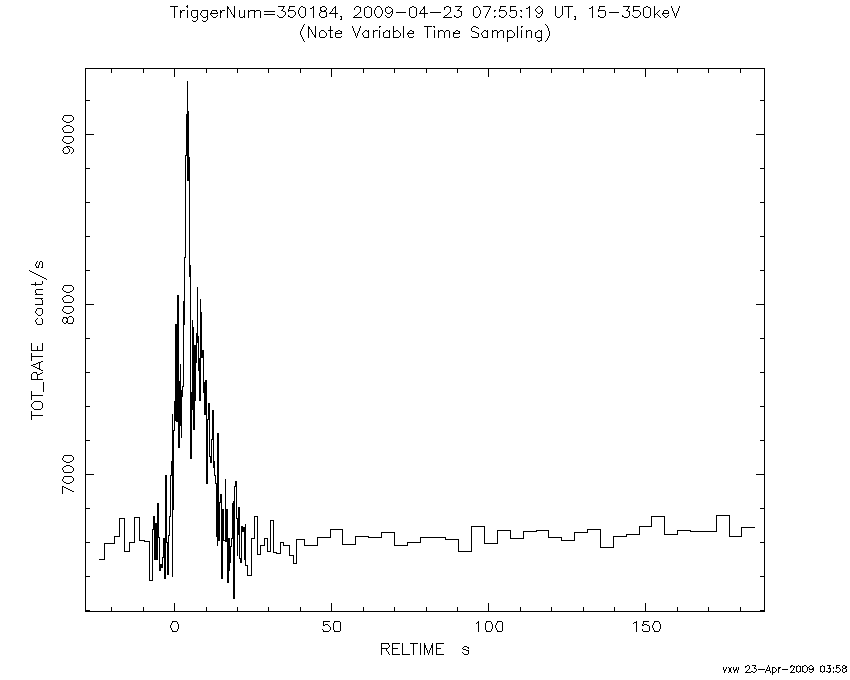 TriggerNum=350184, 2009-04-23 07:55:19 UT, 15-350keV
(Note Variable Time Sampling)
TOT_RATE count/s
9000
8000
7000
0 50 100 150
RELTIME s
vxw 23-Apr-2009 03:58